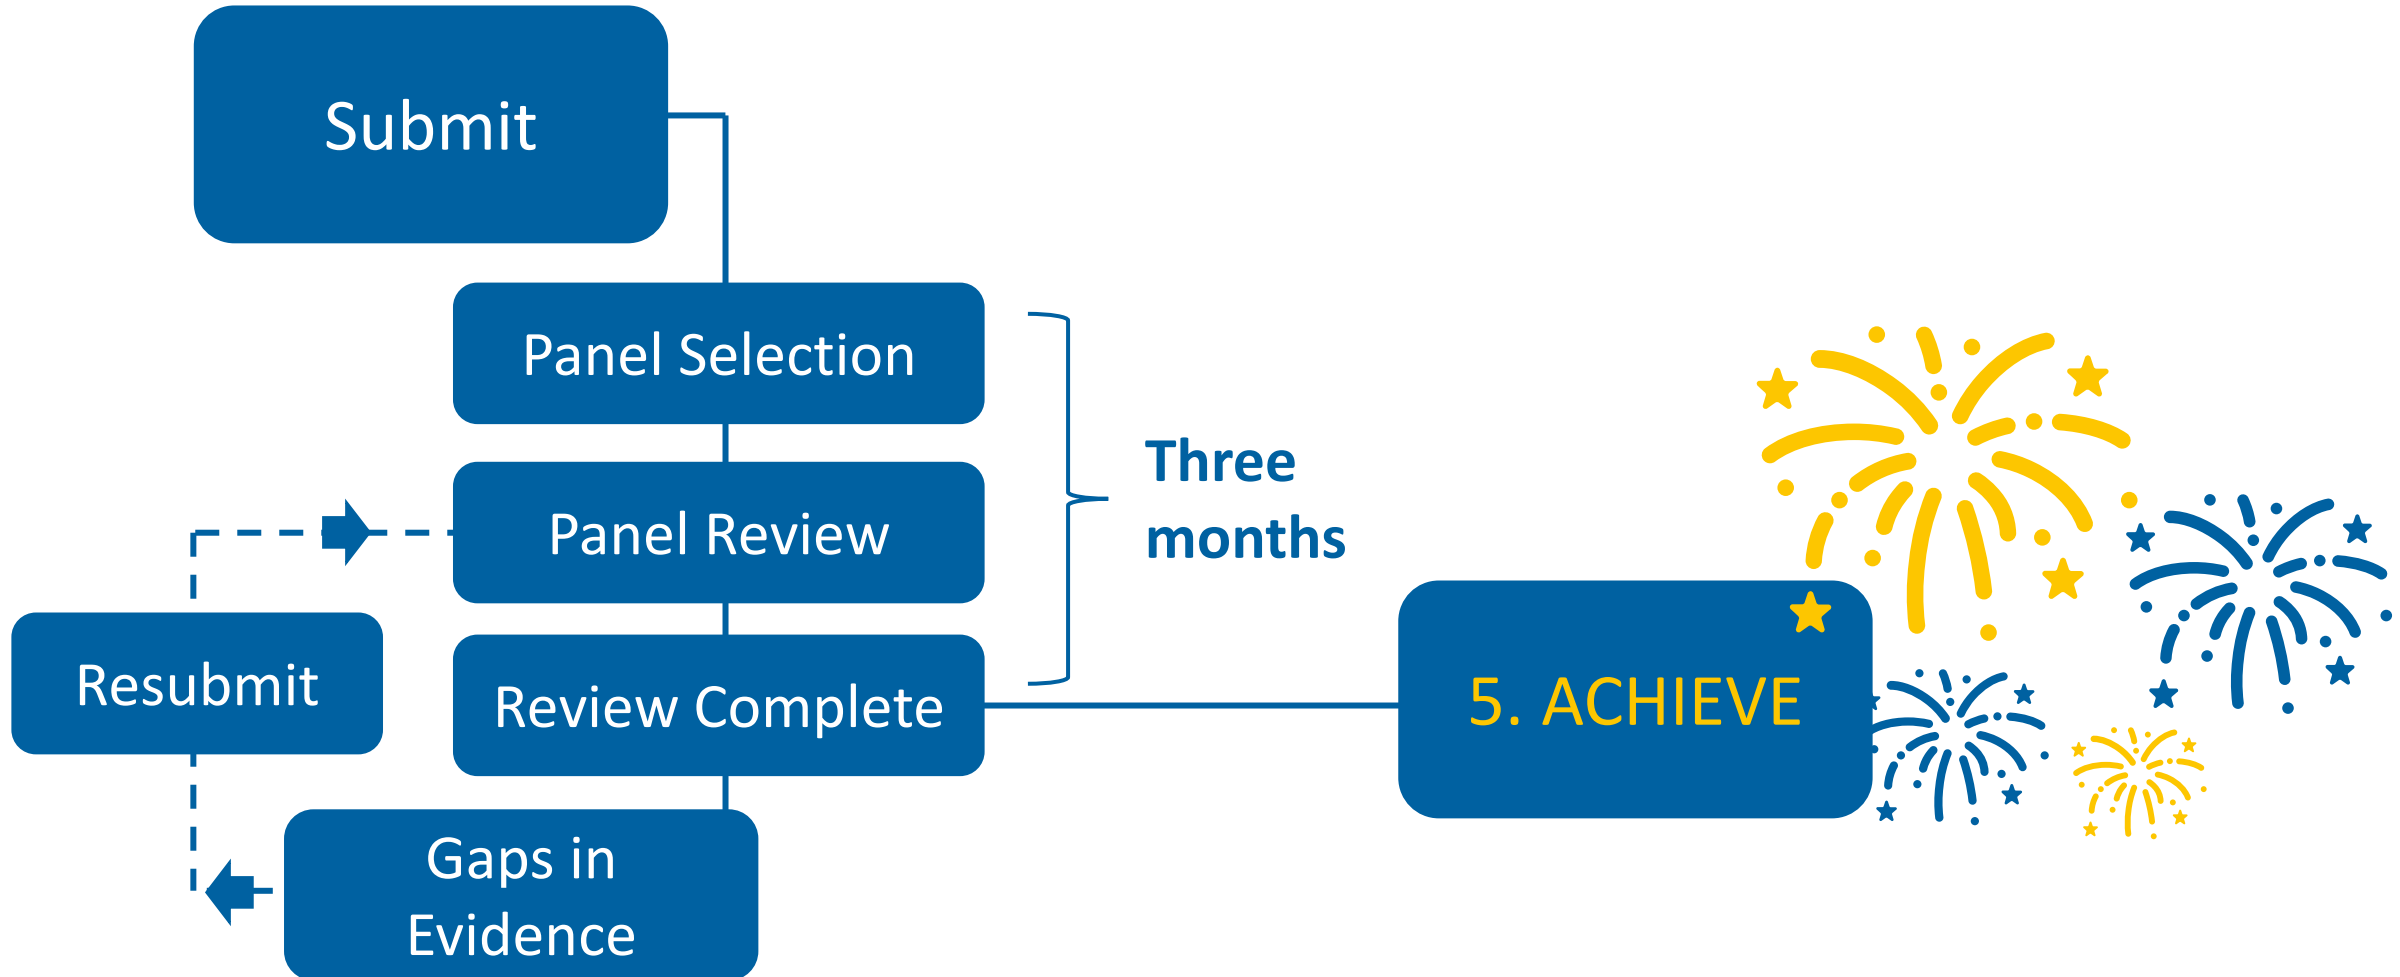 Submit
Panel Selection
Panel Review
Three
months
Resubmit
Review Complete
5. ACHIEVE
Gaps in
Evidence